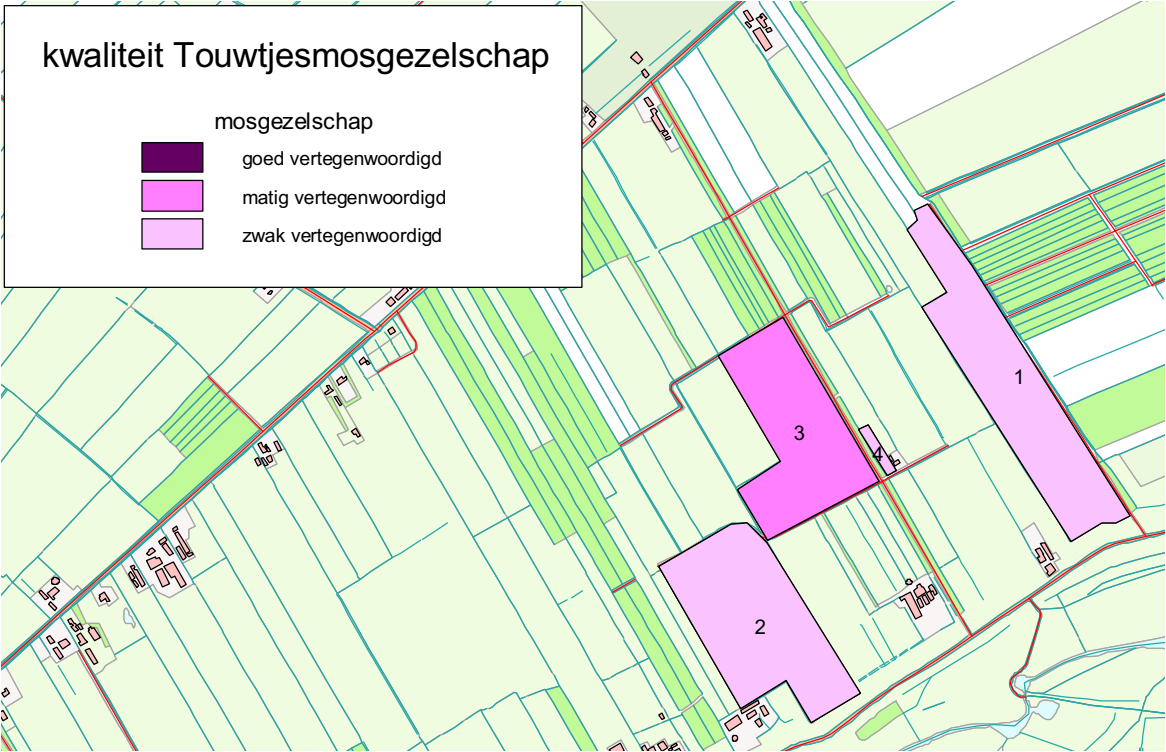 kwaliteit Touwtjesmosgezelschap
mosgezelschap
goed vertegenwoordigd
matig vertegenwoordigd
zwak vertegenwoordigd
1
3
4
2